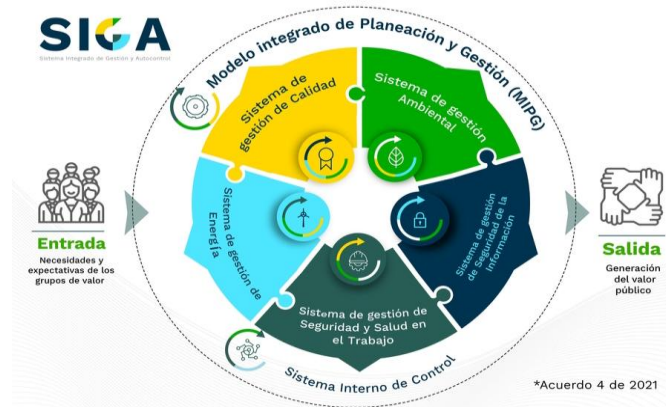 SIGA
Sistema Integrado de Gestión y Autocontrol
Modelo integrado de Planeación y Gestión (MIPG)
Sistema de
gestión de Calidad
Sistema de gestión
Ambiental
Entrada
Necesidades y
expectativas de los
grupos de valor
Sistema de gestión de
Energía
Sistema de gestión
de Seguridad de la
Información
Salida
Generación
del valor
público
Sistema de gestión de
Seguridad y Salud en
el Trabajo
Sistema Interno de Control
*Acuerdo 4 de 2021